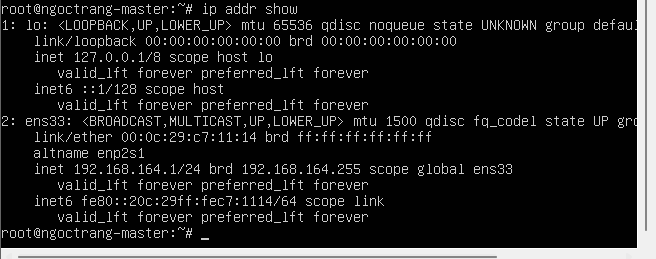 root@ngoctrang-master:~# ip addr show
1: lo: <LOOPBACK,UP,LOWER_UP> mtu 65536 qdisc noqueue state UNKNOWN group defaul
link/loopback 00:00:00:00:00:00 brd 00:00:00:00:00:00
inet 127.0.0.1/8 scope host lo
valid_lft forever preferred_lft forever
inet6 ::1/128 scope host
valid_lft forever preferred_lft forever
2: ens33: <BROADCAST,MULTICAST,UP,LOWER_UP> mtu 1500 qdisc fq_codel state UP gro
link/ether 00:0c:29:c7:11:14 brd ff:ff:ff:ff:ff:ff
altname enp2s1
inet 192.168.164.1/24 brd 192.168.164.255 scope global ens33
valid_lft forever preferred_lft forever
inet6 fe80::20c:29ff:fec7:1114/64 scope link
valid_lft forever preferred_lft forever
root@ngoctrang-master:~# _